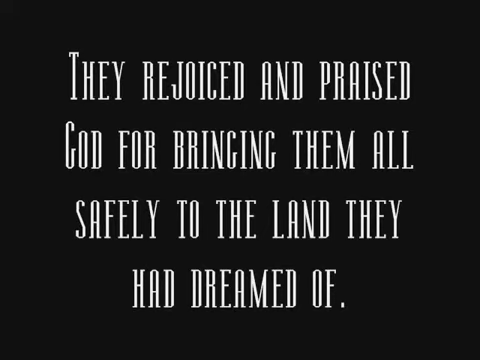 They rejoiced and praised
God for bringing them all
safely to the land they
had dreamed of.